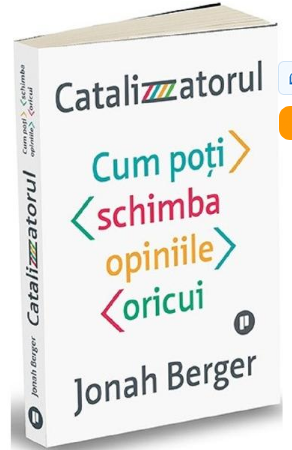 Catalizzatorul
Cum poți
schimba
opiniile
oricui
Jonah Berger
Cum poți schimba
opiniile oricui
Catalizzatorul
Jonah Berger